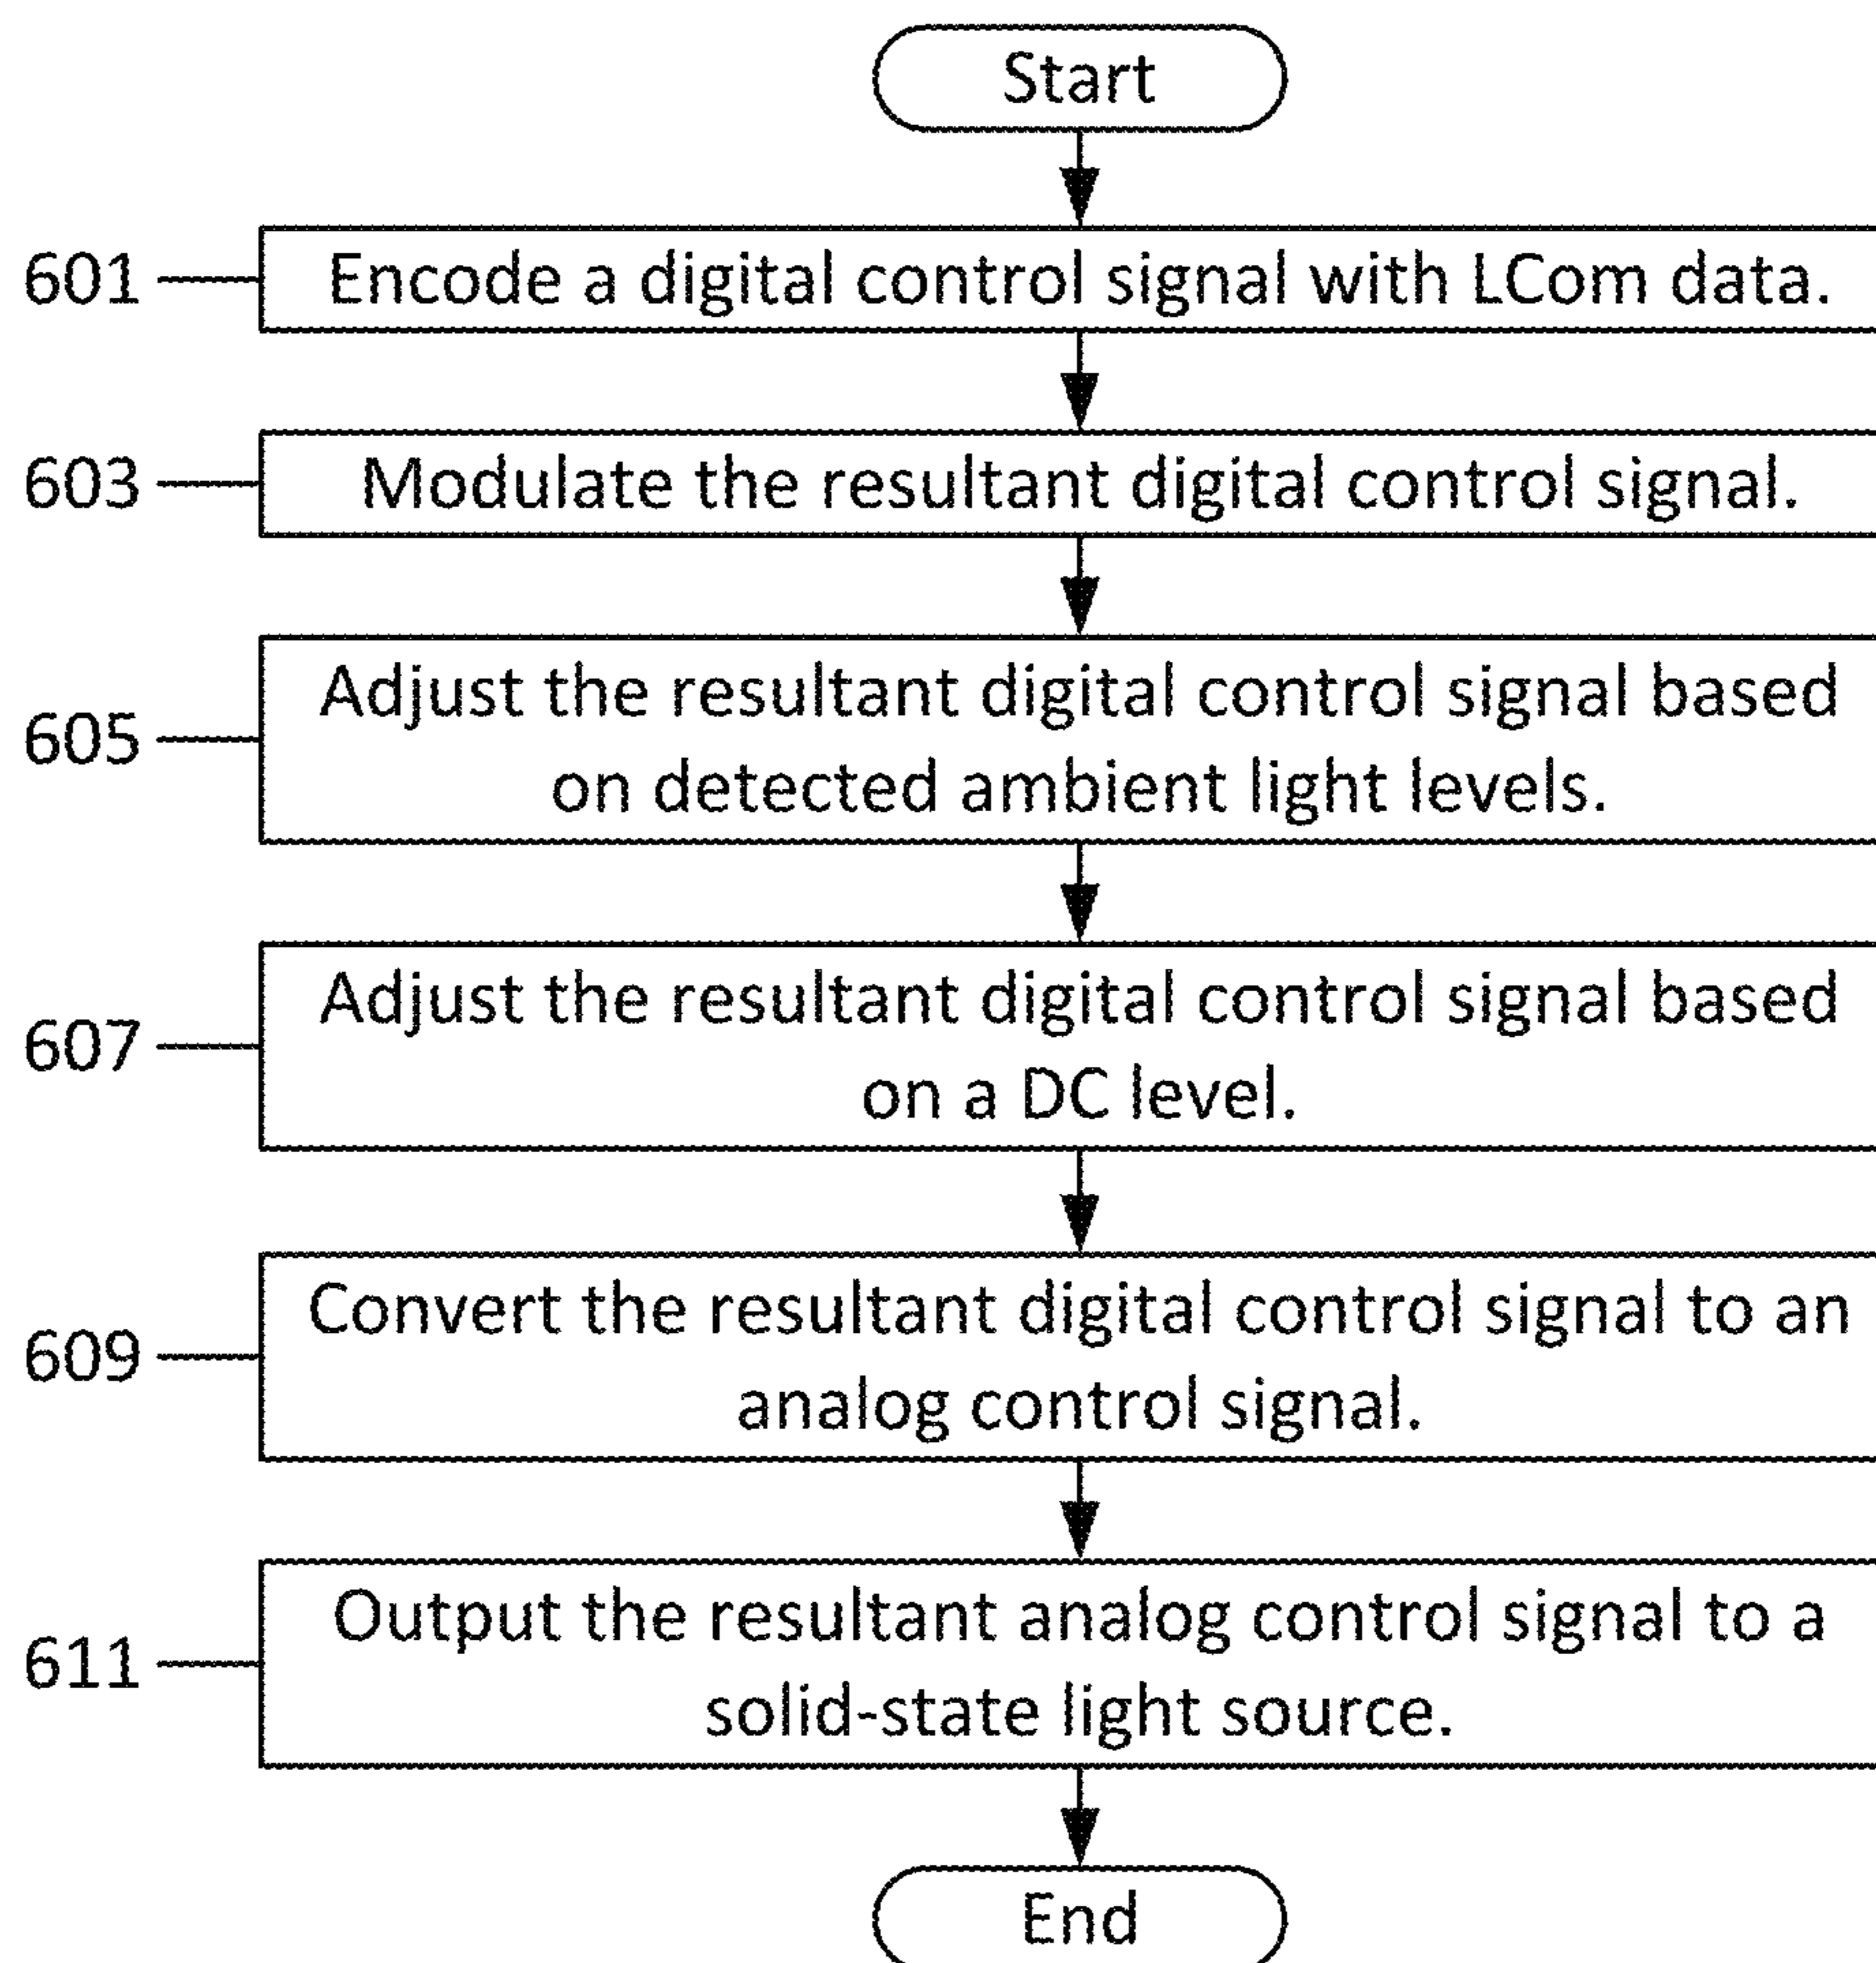 Start
601
Encode a digital control signal with LCom data.
603
Modulate the resultant digital control signal.
605
Adjust the resultant digital control signal based
on detected ambient light levels.
607
Adjust the resultant digital control signal based
on a DC level.
609
Convert the resultant digital control signal to an
analog control signal.
611
Output the resultant analog control signal to a
solid-state light source.
End